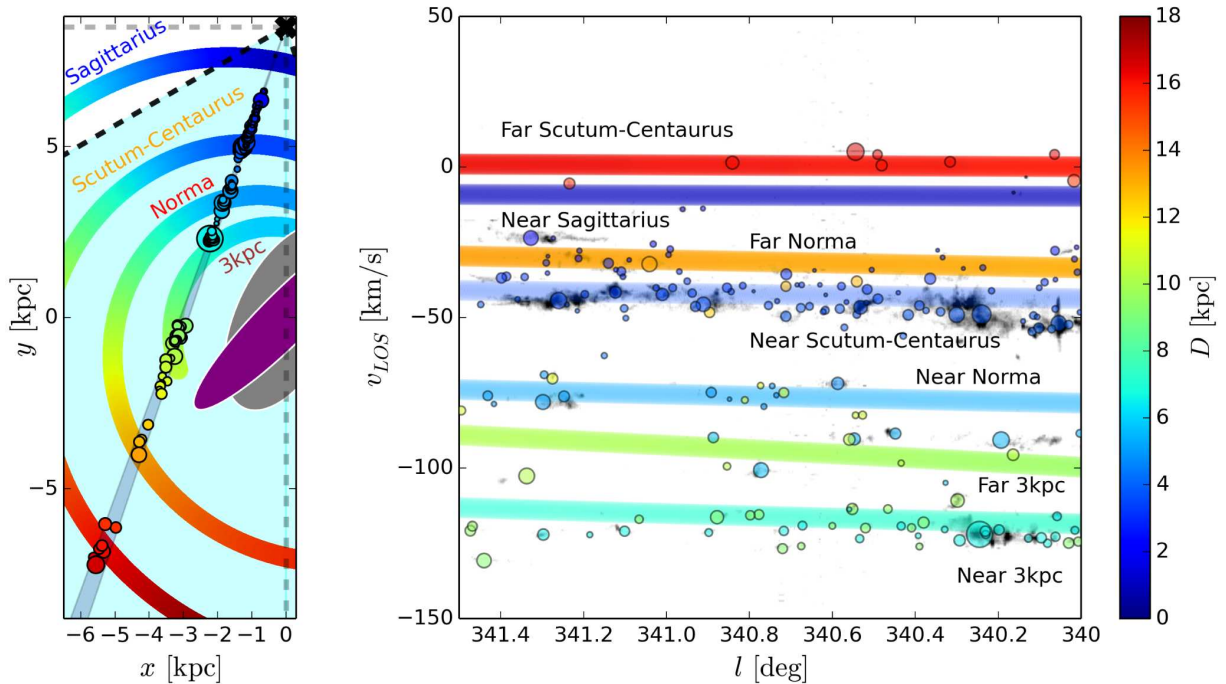 Sagittarius
Scutum-Centaurus
Norma
3kpc
5
0
−5
y [kpc]
−6 −5 −4 −3 −2 −1 0
x [kpc]
50
0
−50
−100
−150
v_LOS [km/s]
Far Scutum-Centaurus
Near Sagittarius
Far Norma
Near Scutum-Centaurus
Near Norma
Far 3kpc
Near 3kpc
341.4 341.2 341.0 340.8 340.6 340.4 340.2 340
l [deg]
18
16
14
12
10
8
6
4
2
0
D [kpc]